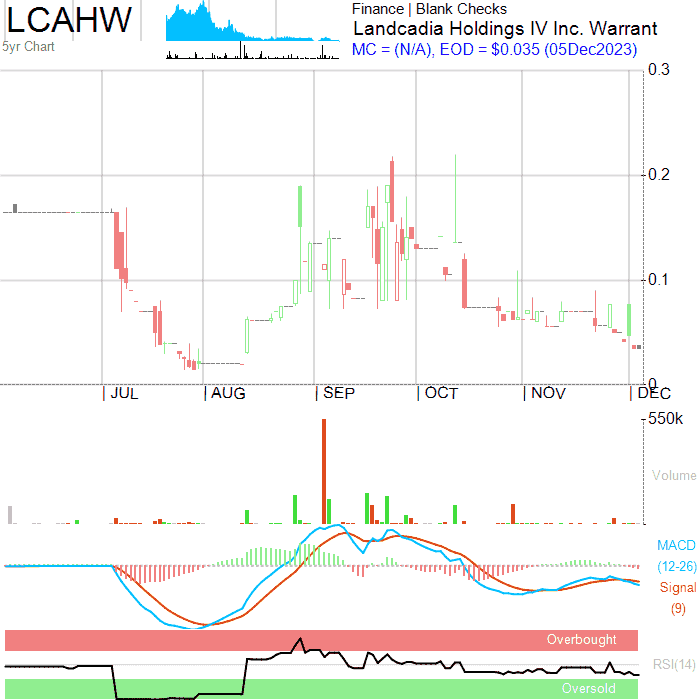 LCAHW
5yr Chart
Finance | Blank Checks
Landcadia Holdings IV Inc. Warrant
MC = (N/A), EOD = $0.035 (05Dec2023)
0.3
0.2
0.1
0
JUL AUG SEP OCT NOV DEC
550k
Volume
MACD
(12-26)
Signal
(9)
Overbought
RSI(14)
Oversold